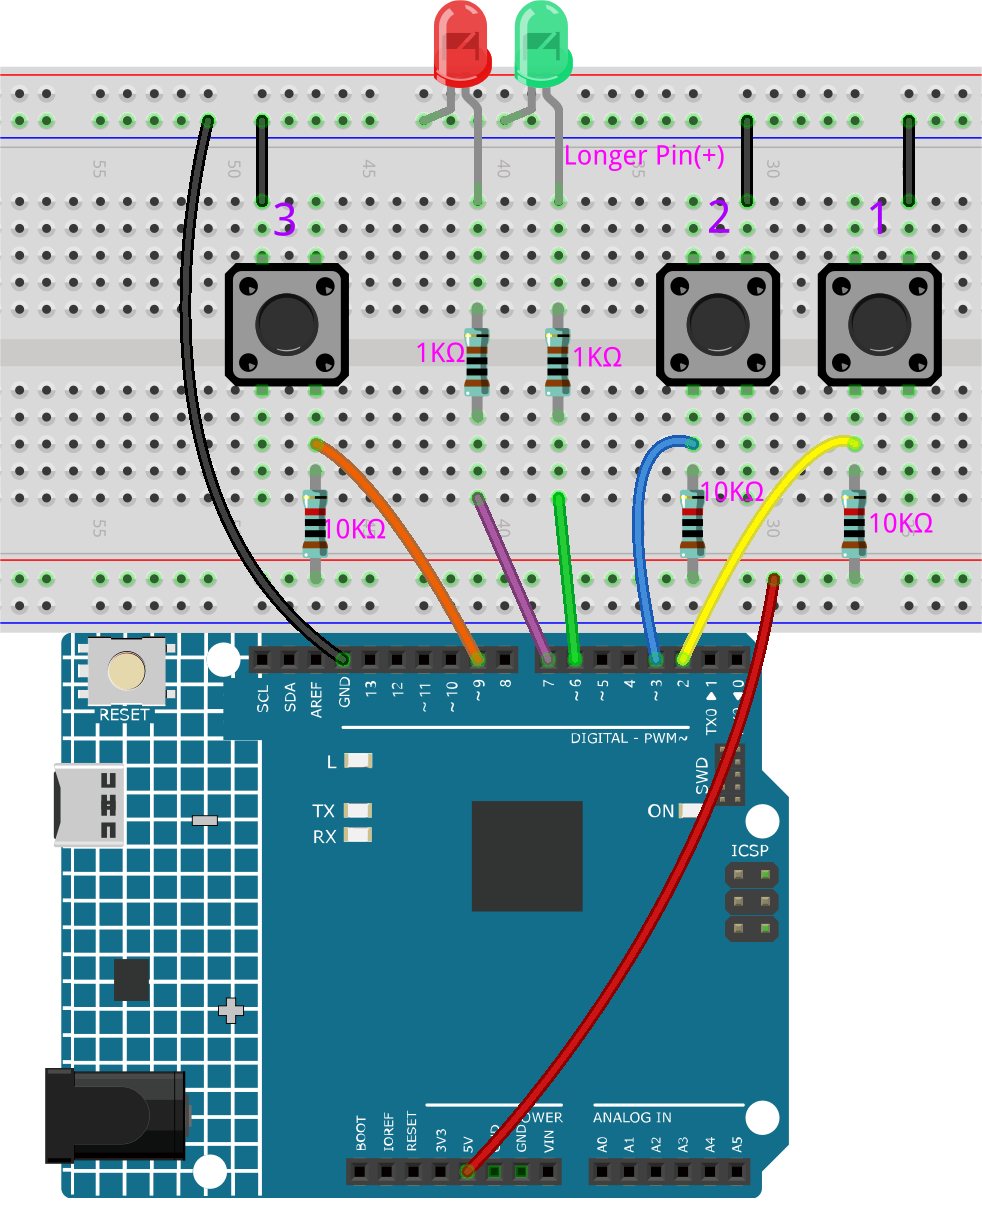 Longer Pin(+)
55
50
45
40
35
30
3
2
1
1KΩ
1KΩ
10KΩ
10KΩ
10KΩ
55
40
30
RESET
SCL
SDA
AREF
GND
13
12
~11
~10
~9
8
7
~6
~5
4
~3
2
TX0▶1
◀0
DIGITAL - PWM~
L
TX
RX
ON
SWD
ICSP
BOOT
IOREF
RESET
3V3
5V
GND
VIN
OWER
ANALOG IN
A0
A1
A2
A3
A4
A5